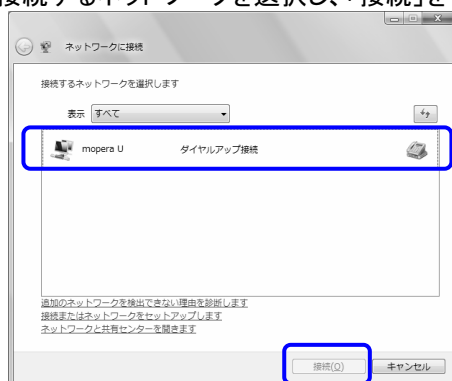 接続するネットワークを選択し、「接続」を
ネットワークに接続
接続するネットワークを選択します
表示 すべて
mopera U ダイヤルアップ接続
追加のネットワークを検出できない理由を診断します
接続またはネットワークをセットアップします
ネットワークと共有センターを開きます
接続(O) キャンセル